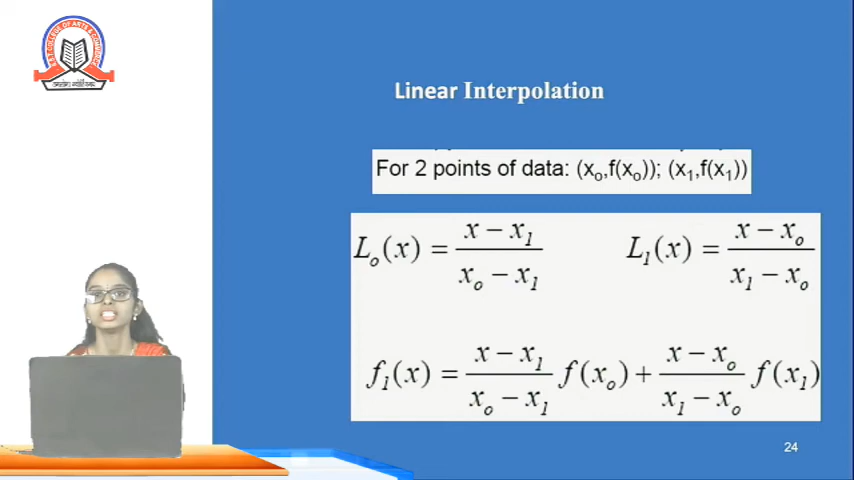 Linear Interpolation
For 2 points of data: (x₀,f(x₀)); (x₁,f(x₁))
L₀(x) = (x − x₁)/(x₀ − x₁) L₁(x) = (x − x₀)/(x₁ − x₀)
f₁(x) = (x − x₁)/(x₀ − x₁) f(x₀) + (x − x₀)/(x₁ − x₀) f(x₁)
24